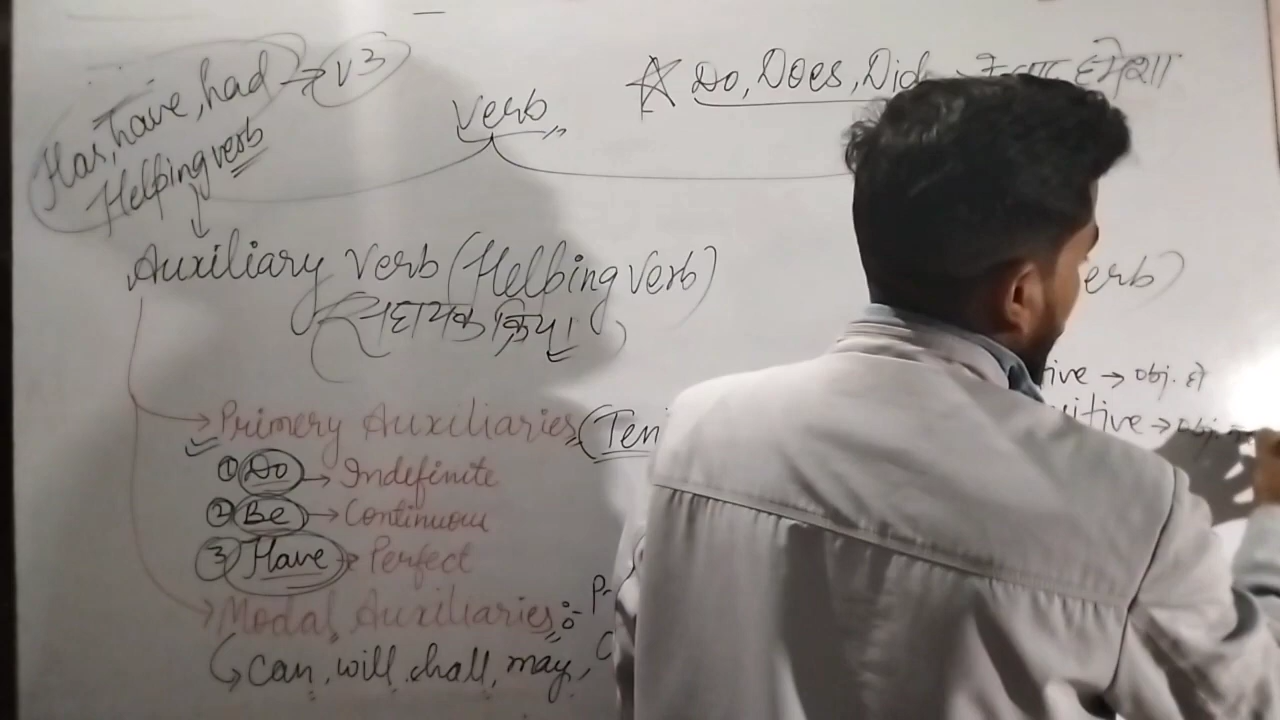 Has, have, had → V3
Helping verb
Verb
Do, Does, Did
हमेशा
Auxiliary Verb (Helping Verb)
(सहायक क्रिया)
erb)
Primary Auxiliaries (Ten
① Do → Indefinite
② Be → Continuous
③ Have → Perfect
Modal Auxiliaries :- P
Can, will, shall, may, C
ive → obj. हो
itive → obj.